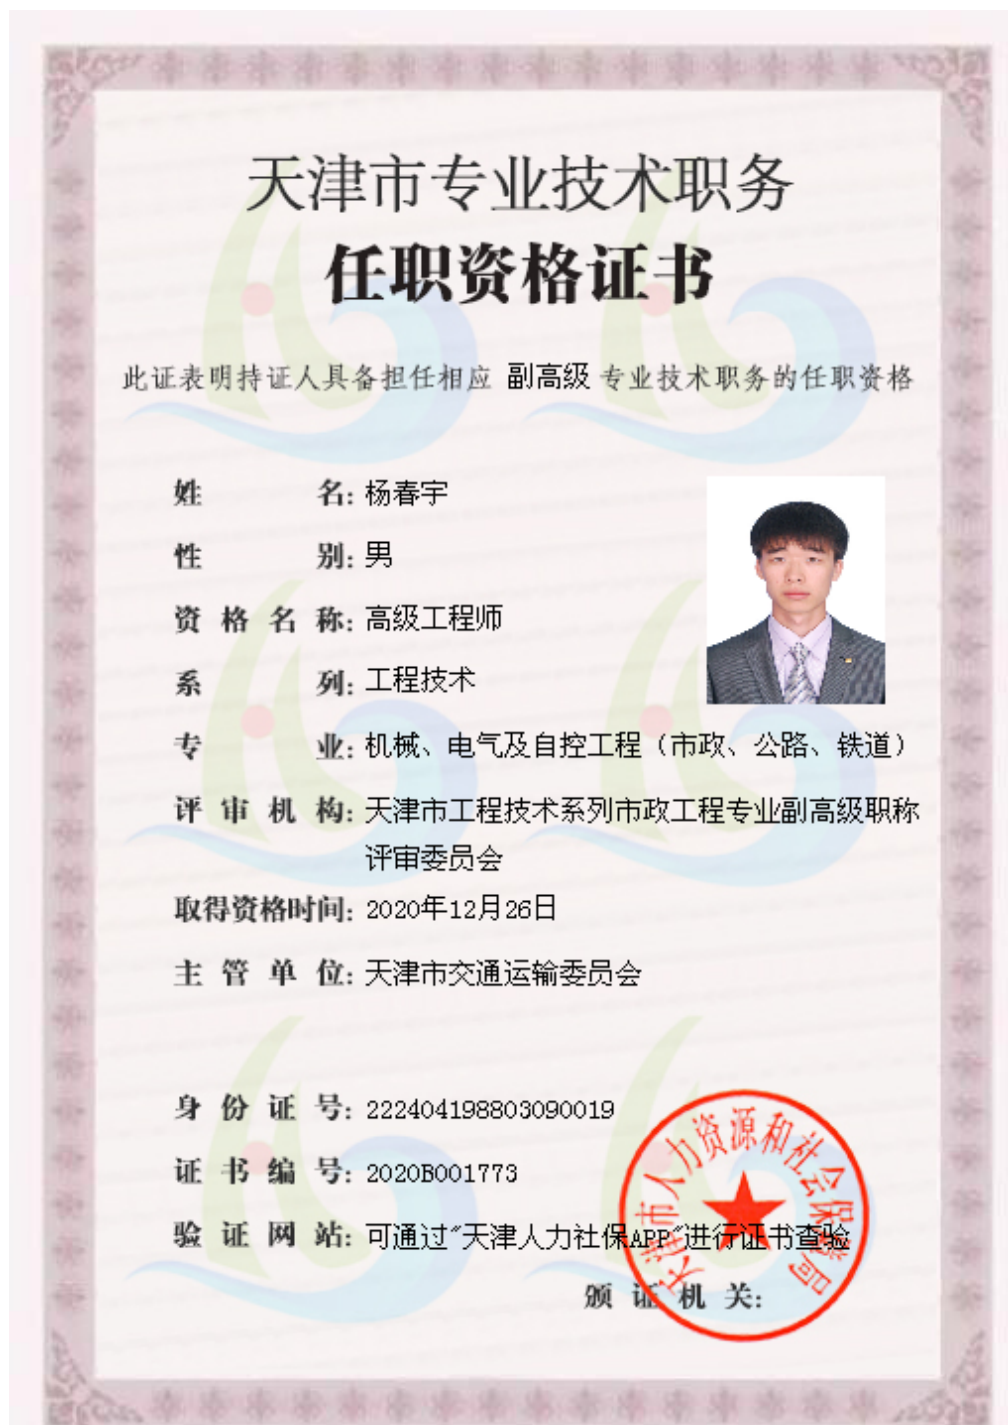 天津市专业技术职务
任职资格证书
此证表明持证人具备担任相应 副高级 专业技术职务的任职资格
姓名: 杨春宇
性别: 男
资格名称: 高级工程师
系列: 工程技术
专业: 机械、电气及自控工程（市政、公路、铁道）
评审机构: 天津市工程技术系列市政工程专业副高级职称
评审委员会
取得资格时间: 2020年12月26日
主管单位: 天津市交通运输委员会
身份证号: 222404198803090019
证书编号: 2020B001773
验证网站: 可通过"天津人力社保APP"进行证书查验
颁证机关:
天津市人力资源和社会保障局